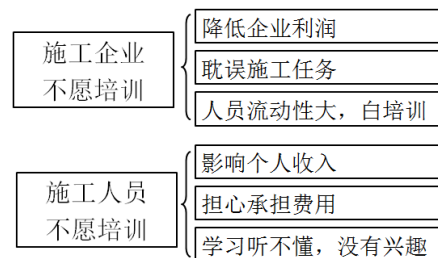 施工企业
不愿培训
降低企业利润
耽误施工任务
人员流动性大，白培训
施工人员
不愿培训
影响个人收入
担心承担费用
学习听不懂，没有兴趣